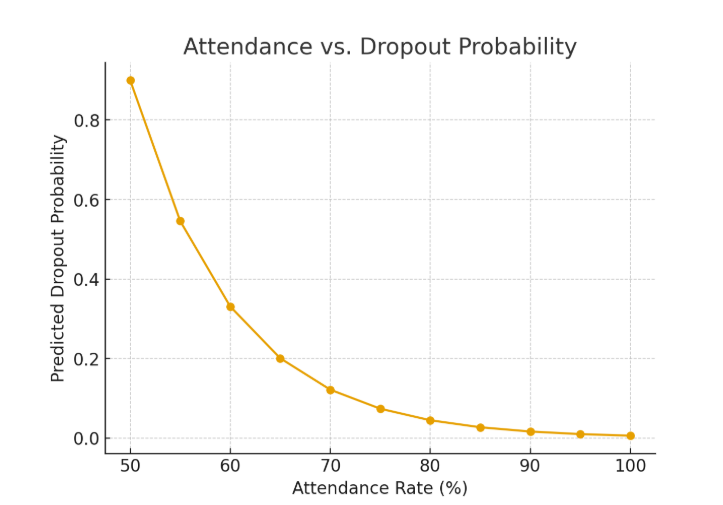 Attendance vs. Dropout Probability
Predicted Dropout Probability
0.8
0.6
0.4
0.2
0.0
50 60 70 80 90 100
Attendance Rate (%)